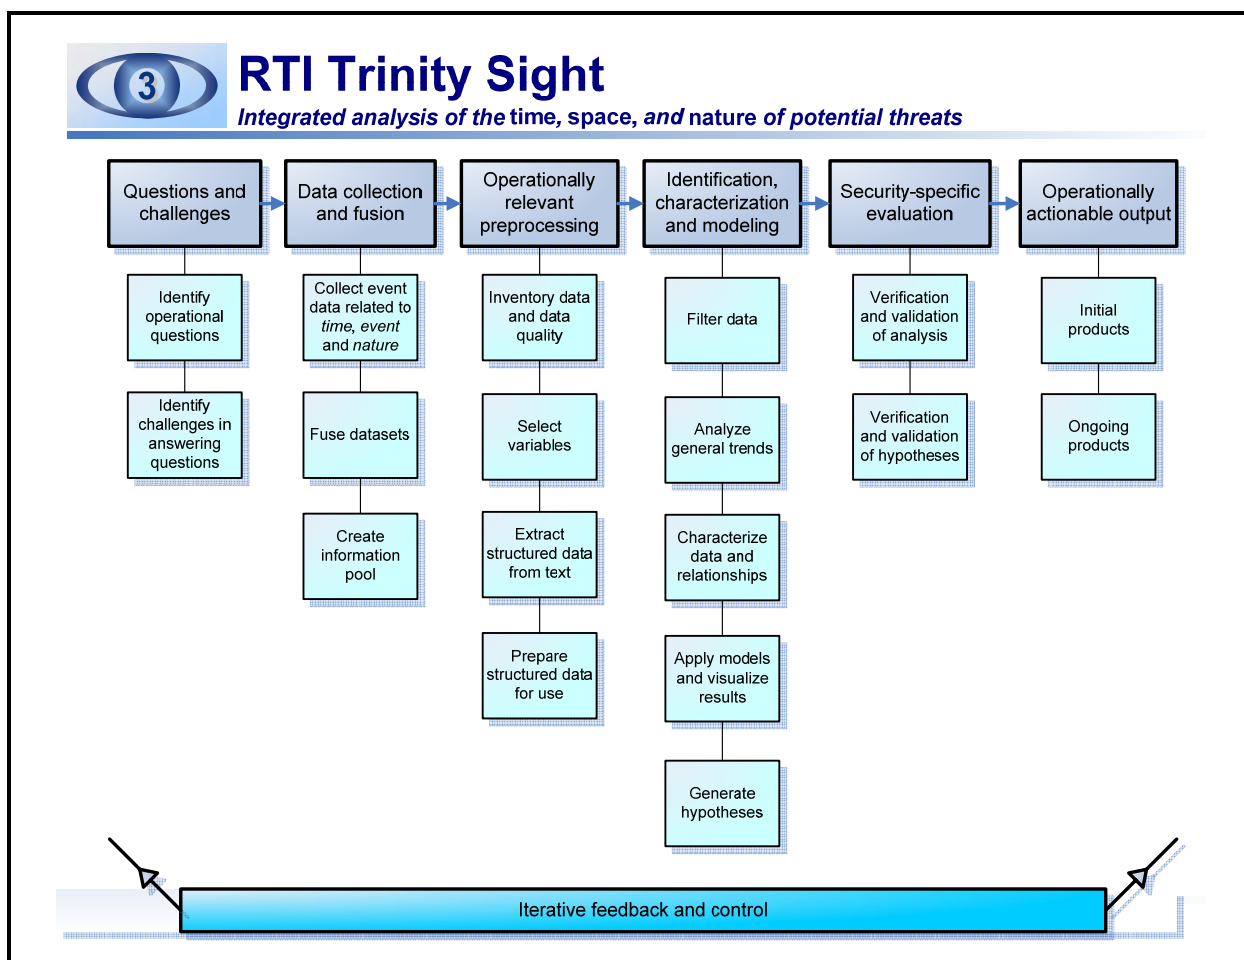 3
RTI Trinity Sight
Integrated analysis of the time, space, and nature of potential threats
Questions and
challenges
Data collection
and fusion
Operationally
relevant
preprocessing
Identification,
characterization
and modeling
Security-specific
evaluation
Operationally
actionable output
Identify
operational
questions
Identify
challenges in
answering
questions
Collect event
data related to
time, event
and nature
Fuse datasets
Create
information
pool
Inventory data
and data
quality
Select
variables
Extract
structured data
from text
Prepare
structured data
for use
Filter data
Analyze
general trends
Characterize
data and
relationships
Apply models
and visualize
results
Generate
hypotheses
Verification
and validation
of analysis
Verification
and validation
of hypotheses
Initial
products
Ongoing
products
Iterative feedback and control